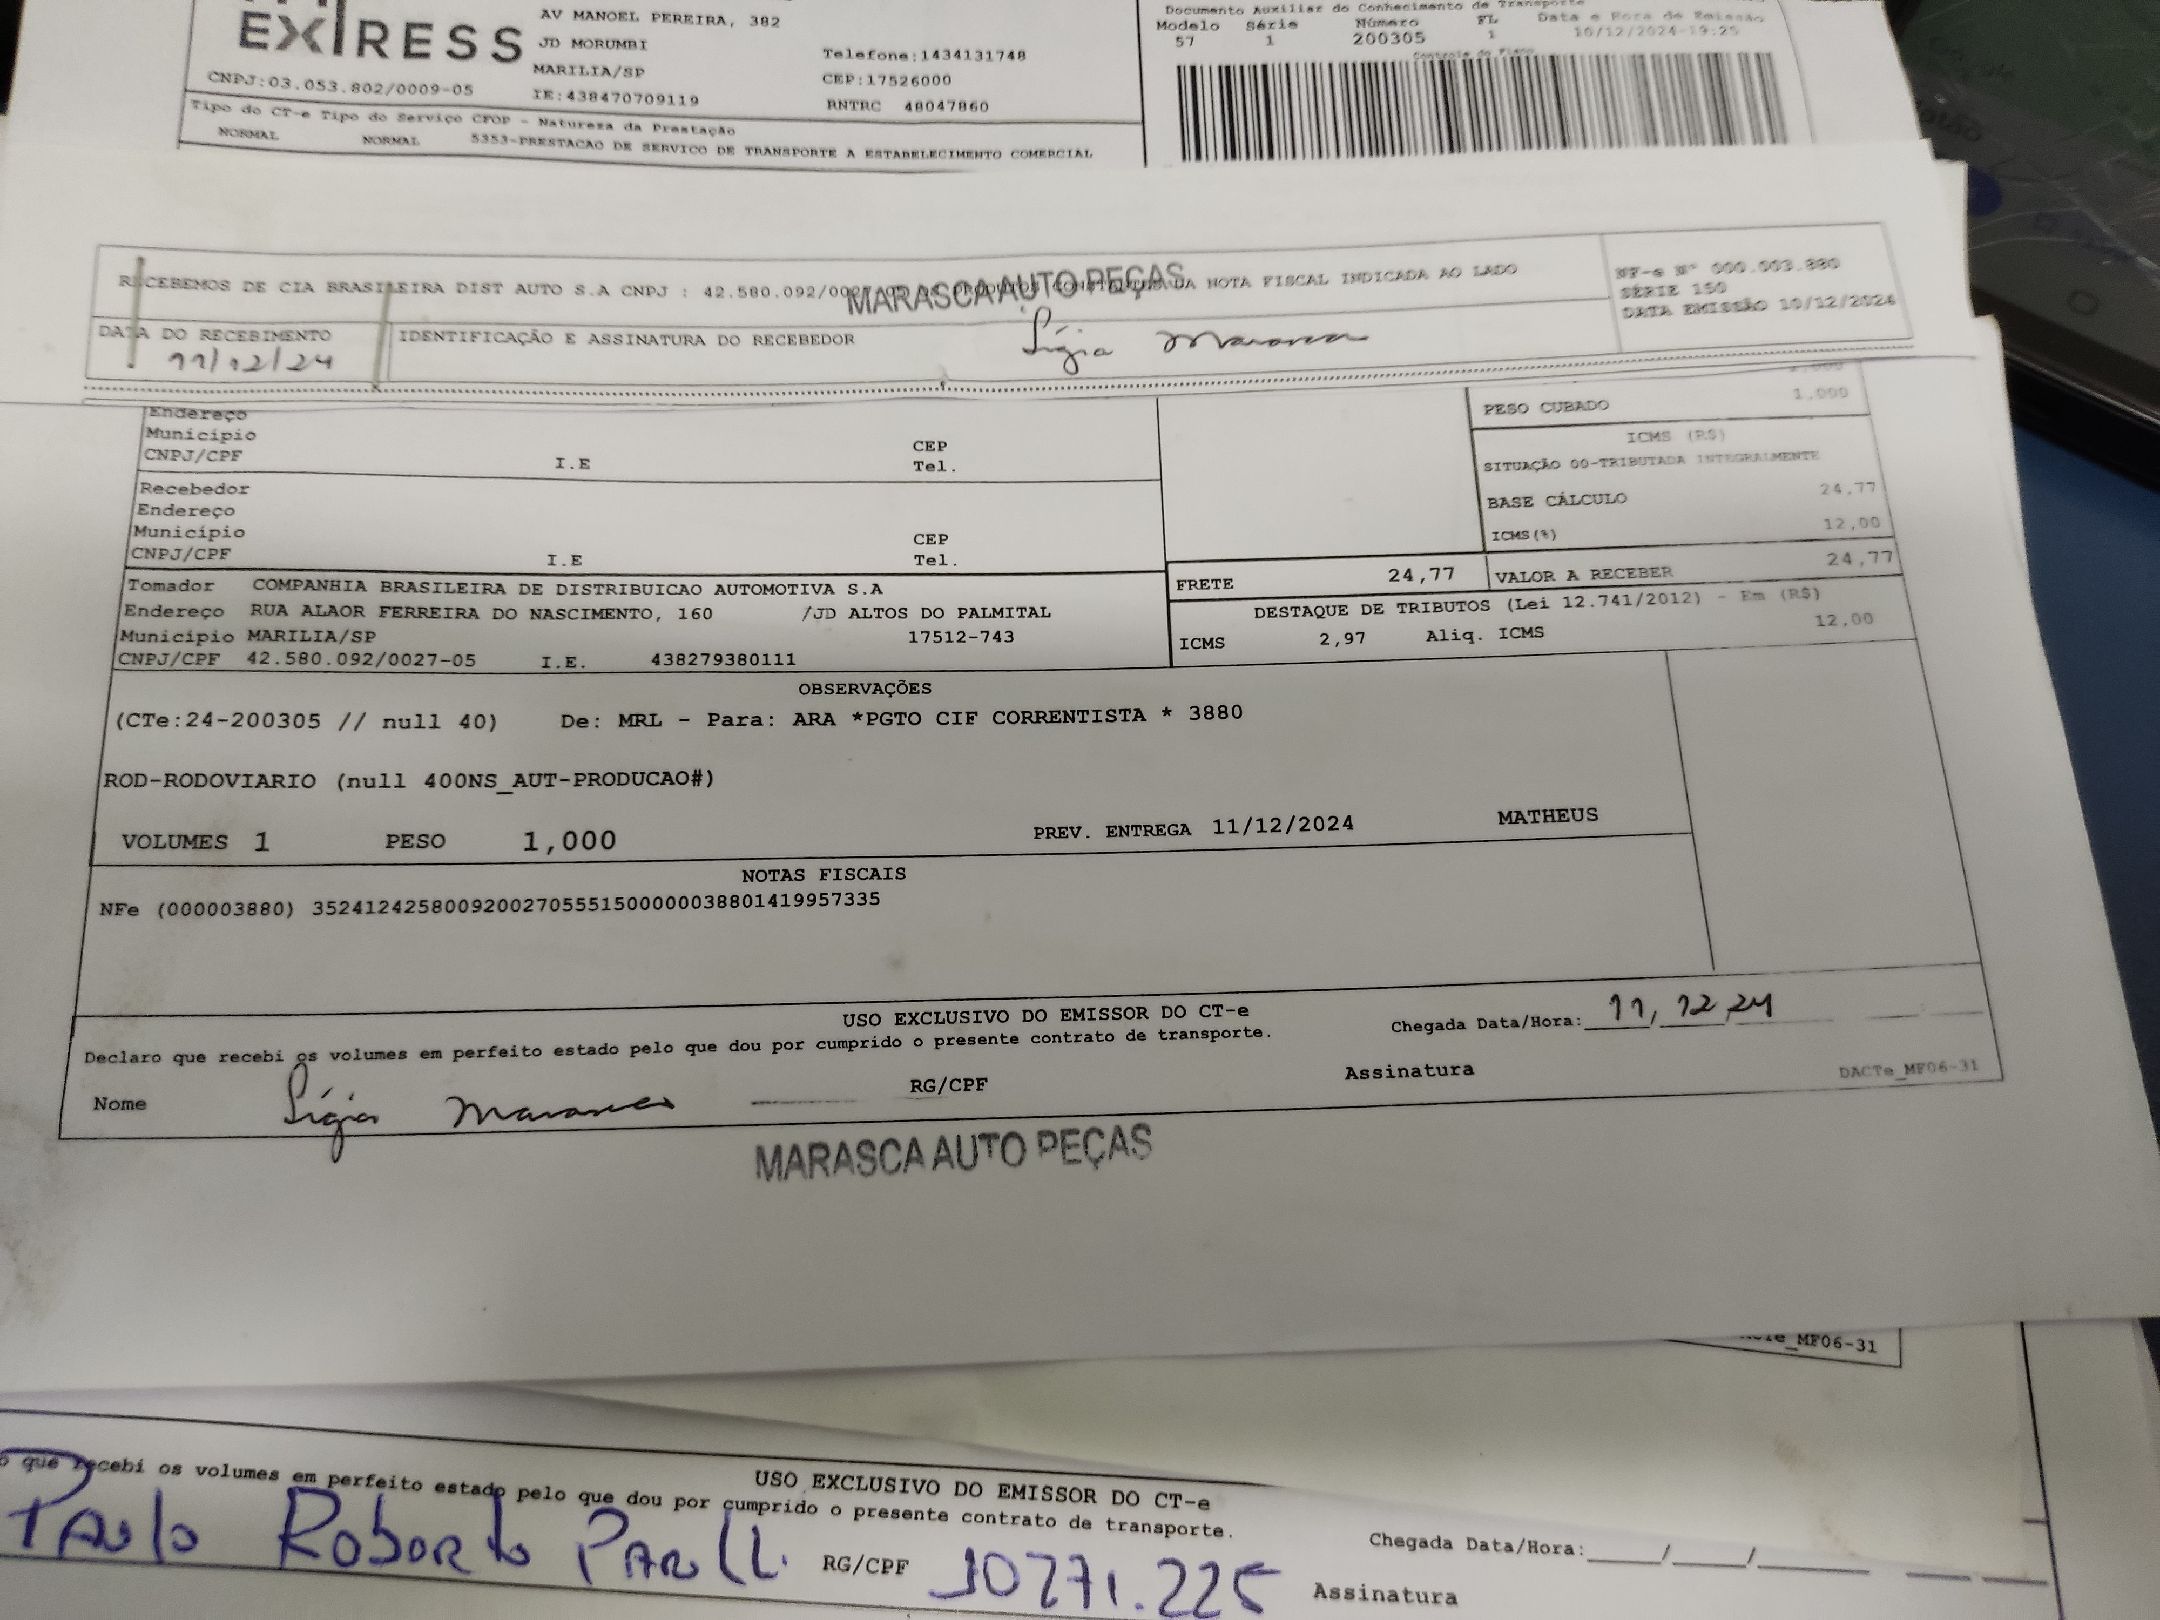 EXPRESS
AV MANOEL PEREIRA, 382
JD MORUMBI
MARILIA/SP
Telefone:1434131748
CEP:17526000
CNPJ:03.053.802/0009-05
IE:438470709119
RNTRC 48047860
Tipo do CT-e Tipo do Serviço CFOP - Natureza da Prestação
NORMAL NORMAL 5353-PRESTACAO DE SERVICO DE TRANSPORTE A ESTABELECIMENTO COMERCIAL
Documento Auxiliar do Conhecimento de Transporte
Modelo Série Número FL Data e Hora de Emissão
57 1 200305 1 10/12/2024-19:25
Controle do Fisco
RECEBEMOS DE CIA BRASILEIRA DIST AUTO S.A CNPJ : 42.580.092/00 DA NOTA FISCAL INDICADA AO LADO
MARASCA AUTO PEÇAS
NF-e Nº 000.003.880
SÉRIE 150
DATA EMISSÃO 10/12/2024
DATA DO RECEBIMENTO
11/12/24
IDENTIFICAÇÃO E ASSINATURA DO RECEBEDOR
Lígia Marasca
Endereço
Município CEP
CNPJ/CPF I.E Tel.
Recebedor
Endereço
Município CEP
CNPJ/CPF I.E Tel.
PESO CUBADO 1,000
ICMS (R$)
SITUAÇÃO 00-TRIBUTADA INTEGRALMENTE
BASE CÁLCULO 24,77
ICMS(%) 12,00
FRETE 24,77 VALOR A RECEBER 24,77
Tomador COMPANHIA BRASILEIRA DE DISTRIBUICAO AUTOMOTIVA S.A
Endereço RUA ALAOR FERREIRA DO NASCIMENTO, 160 /JD ALTOS DO PALMITAL
Município MARILIA/SP 17512-743
CNPJ/CPF 42.580.092/0027-05 I.E. 438279380111
DESTAQUE DE TRIBUTOS (Lei 12.741/2012) - Em (R$)
ICMS 2,97 Aliq. ICMS 12,00
OBSERVAÇÕES
(CTe:24-200305 // null 40) De: MRL - Para: ARA *PGTO CIF CORRENTISTA * 3880
ROD-RODOVIARIO (null 400NS_AUT-PRODUCAO#)
VOLUMES 1 PESO 1,000 PREV. ENTREGA 11/12/2024 MATHEUS
NOTAS FISCAIS
NFe (000003880) 35241242580092002705551500000038801419957335
USO EXCLUSIVO DO EMISSOR DO CT-e
Declaro que recebi os volumes em perfeito estado pelo que dou por cumprido o presente contrato de transporte.
Chegada Data/Hora: 11, 12 24
Nome Lígia Marasca RG/CPF Assinatura
DACTe_MF06-31
MARASCA AUTO PEÇAS
_MF06-31
USO EXCLUSIVO DO EMISSOR DO CT-e
que recebi os volumes em perfeito estado pelo que dou por cumprido o presente contrato de transporte.
Chegada Data/Hora:____/____/____
Paulo Roberto RG/CPF 10271.225 Assinatura